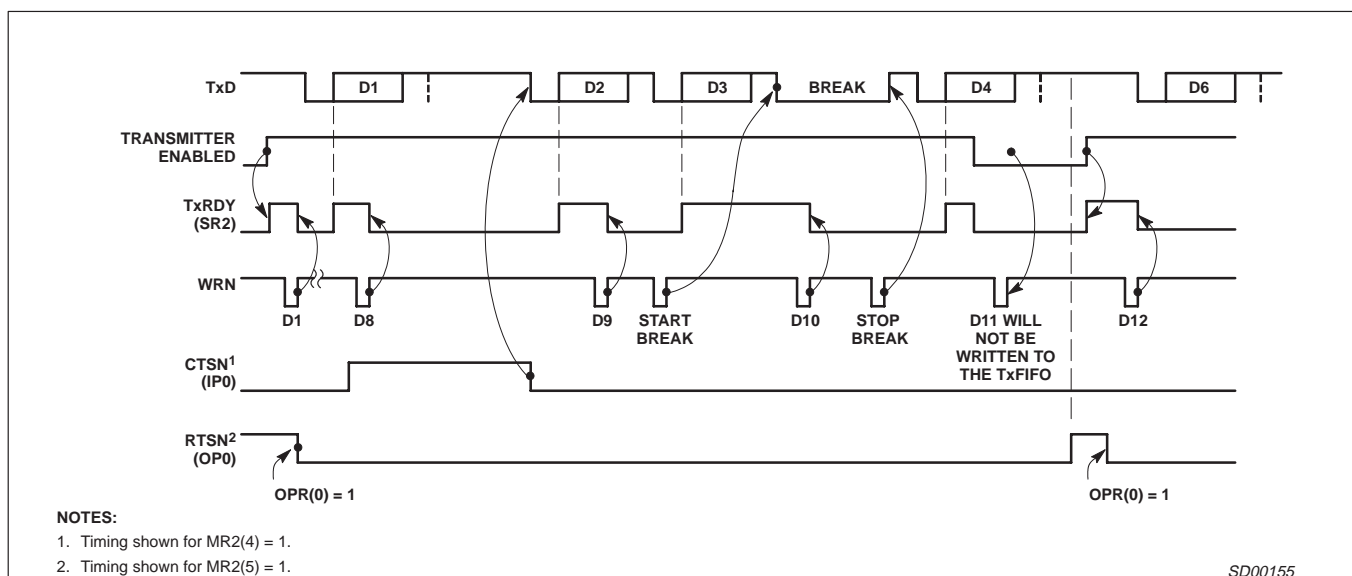 TxD
D1
D2
D3
BREAK
D4
D6
TRANSMITTER
ENABLED
TxRDY
(SR2)
WRN
D1
D8
D9
START
BREAK
D10
STOP
BREAK
D11 WILL
NOT BE
WRITTEN TO
THE TxFIFO
D12
CTSN1
(IP0)
RTSN2
(OP0)
OPR(0) = 1
OPR(0) = 1
NOTES:
1. Timing shown for MR2(4) = 1.
2. Timing shown for MR2(5) = 1.
SD00155